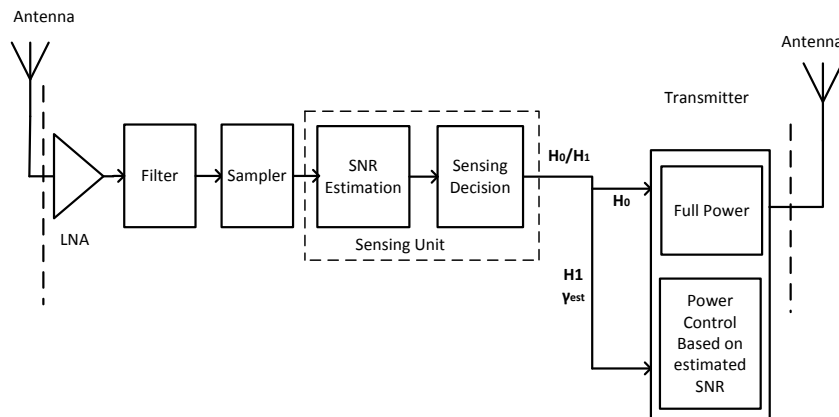 Antenna
Antenna
Transmitter
LNA
Filter
Sampler
SNR
Estimation
Sensing
Decision
Sensing Unit
H₀/H₁
H₀
H1
γest
Full Power
Power
Control
Based on
estimated
SNR